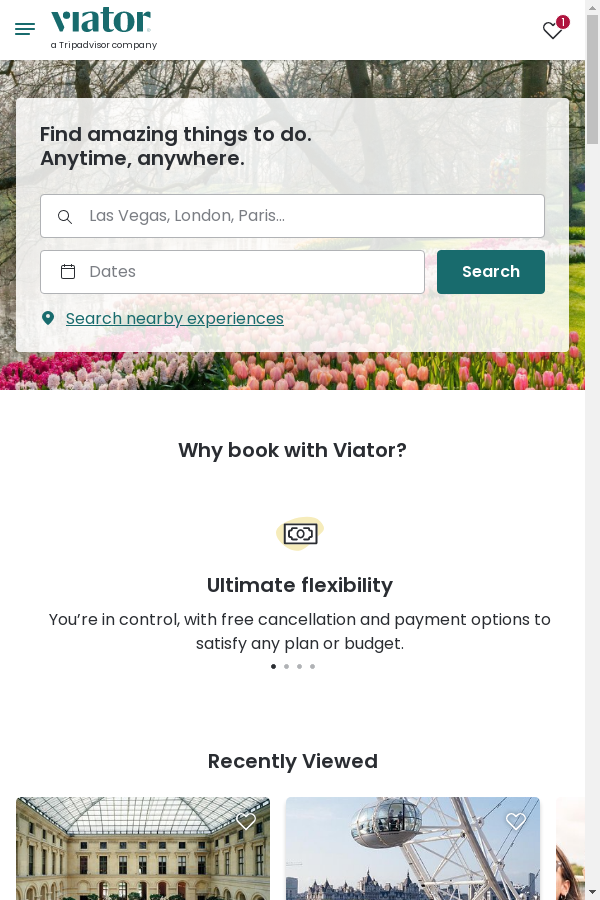 viator
a Tripadvisor company
1
Find amazing things to do.
Anytime, anywhere.
Las Vegas, London, Paris...
Dates
Search
Search nearby experiences
Why book with Viator?
Ultimate flexibility
You’re in control, with free cancellation and payment options to
satisfy any plan or budget.
Recently Viewed